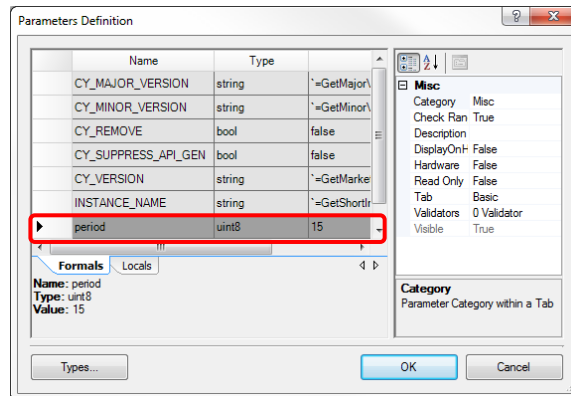 Parameters Definition
Name Type
CY_MAJOR_VERSION string `=GetMajor\
CY_MINOR_VERSION string `=GetMinor\
CY_REMOVE bool false
CY_SUPPRESS_API_GEN bool false
CY_VERSION string `=GetMarke
INSTANCE_NAME string `=GetShortIr
period uint8 15
Formals Locals
Name: period
Type: uint8
Value: 15
Misc
Category Misc
Check Ran True
Description
DisplayOnH False
Hardware False
Read Only False
Tab Basic
Validators 0 Validator
Visible True
Category
Parameter Category within a Tab
Types...
OK Cancel